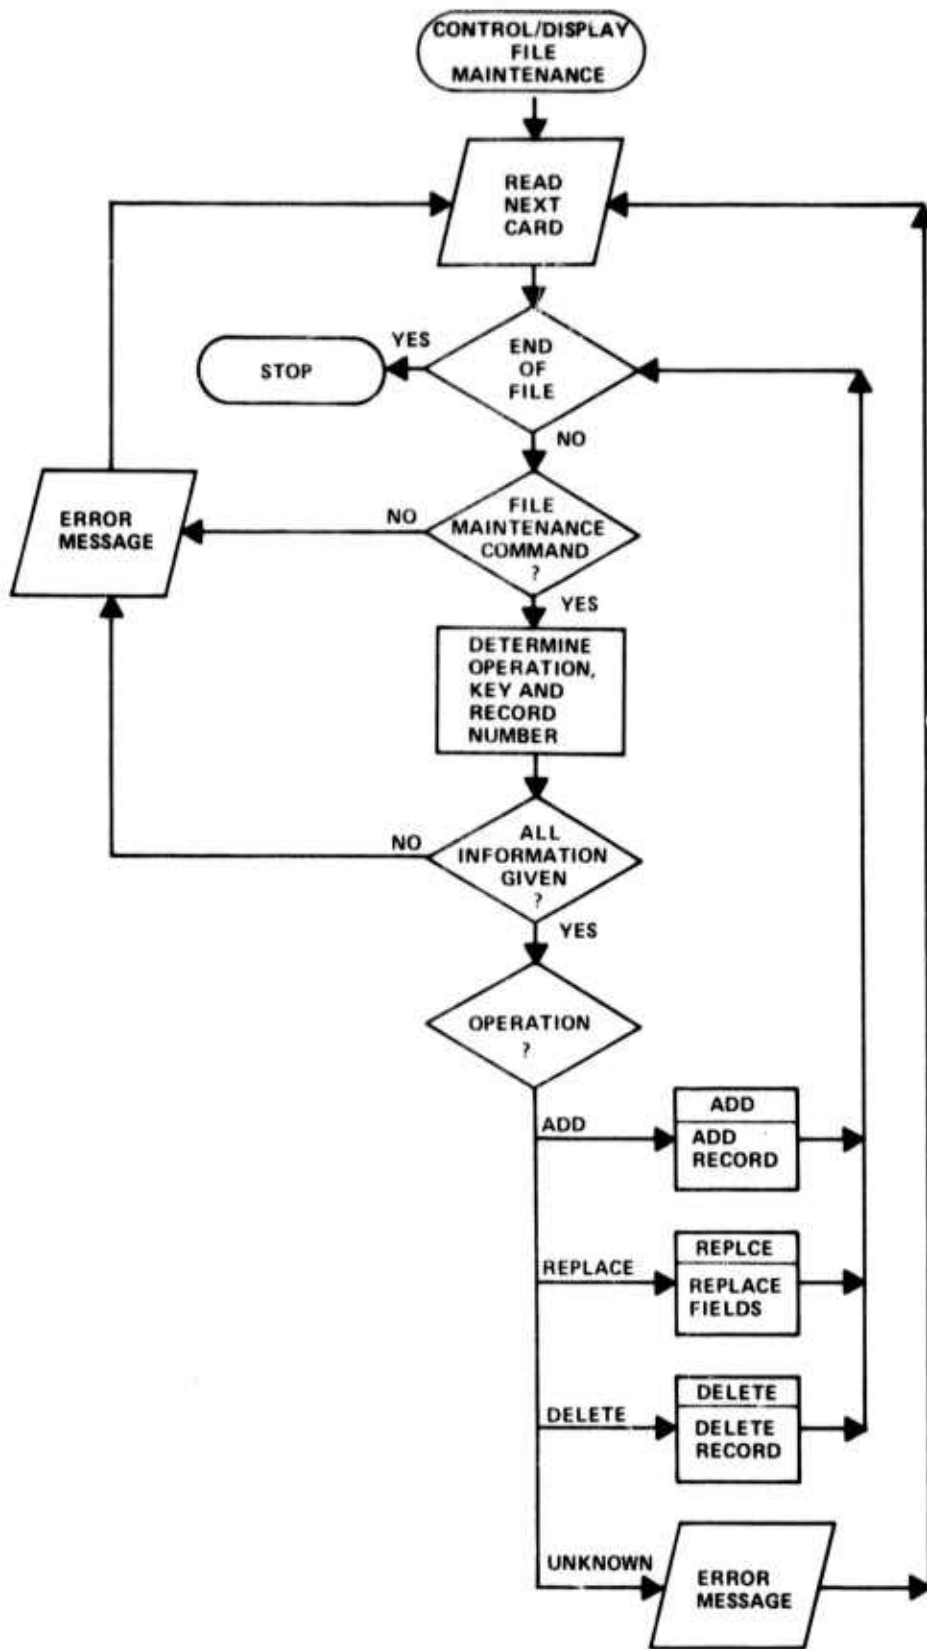 CONTROL/DISPLAY
FILE
MAINTENANCE
READ
NEXT
CARD
YES
END
OF
FILE
STOP
NO
ERROR
MESSAGE
NO
FILE
MAINTENANCE
COMMAND
?
YES
DETERMINE
OPERATION,
KEY AND
RECORD
NUMBER
NO
ALL
INFORMATION
GIVEN
?
YES
OPERATION
?
ADD
ADD
ADD
RECORD
REPLACE
REPLCE
REPLACE
FIELDS
DELETE
DELETE
DELETE
RECORD
UNKNOWN
ERROR
MESSAGE